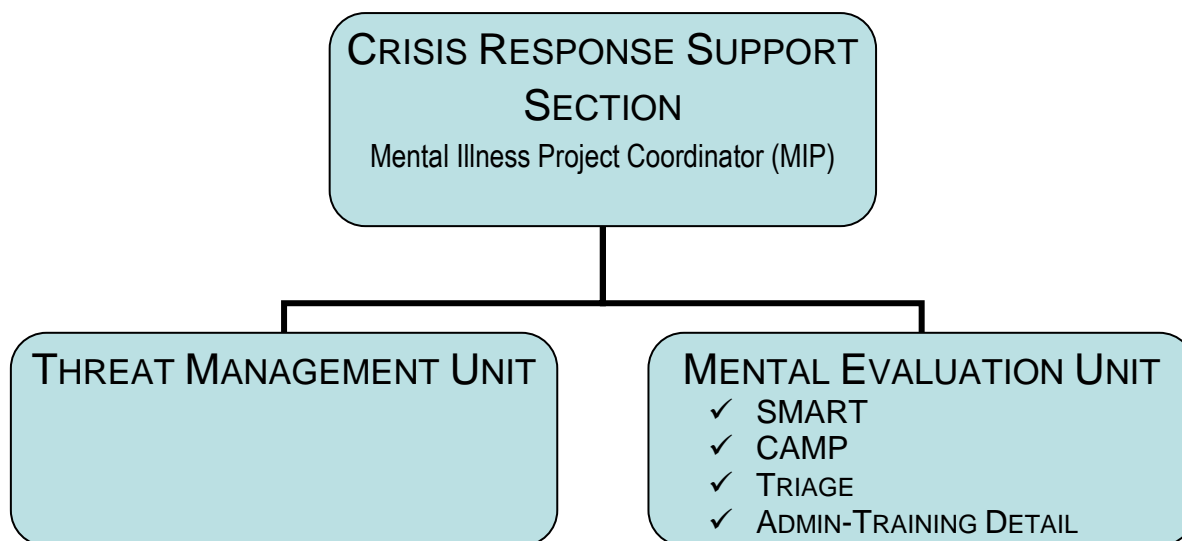 CRISIS RESPONSE SUPPORT
SECTION
Mental Illness Project Coordinator (MIP)
THREAT MANAGEMENT UNIT
MENTAL EVALUATION UNIT
✓ SMART
✓ CAMP
✓ TRIAGE
✓ ADMIN-TRAINING DETAIL